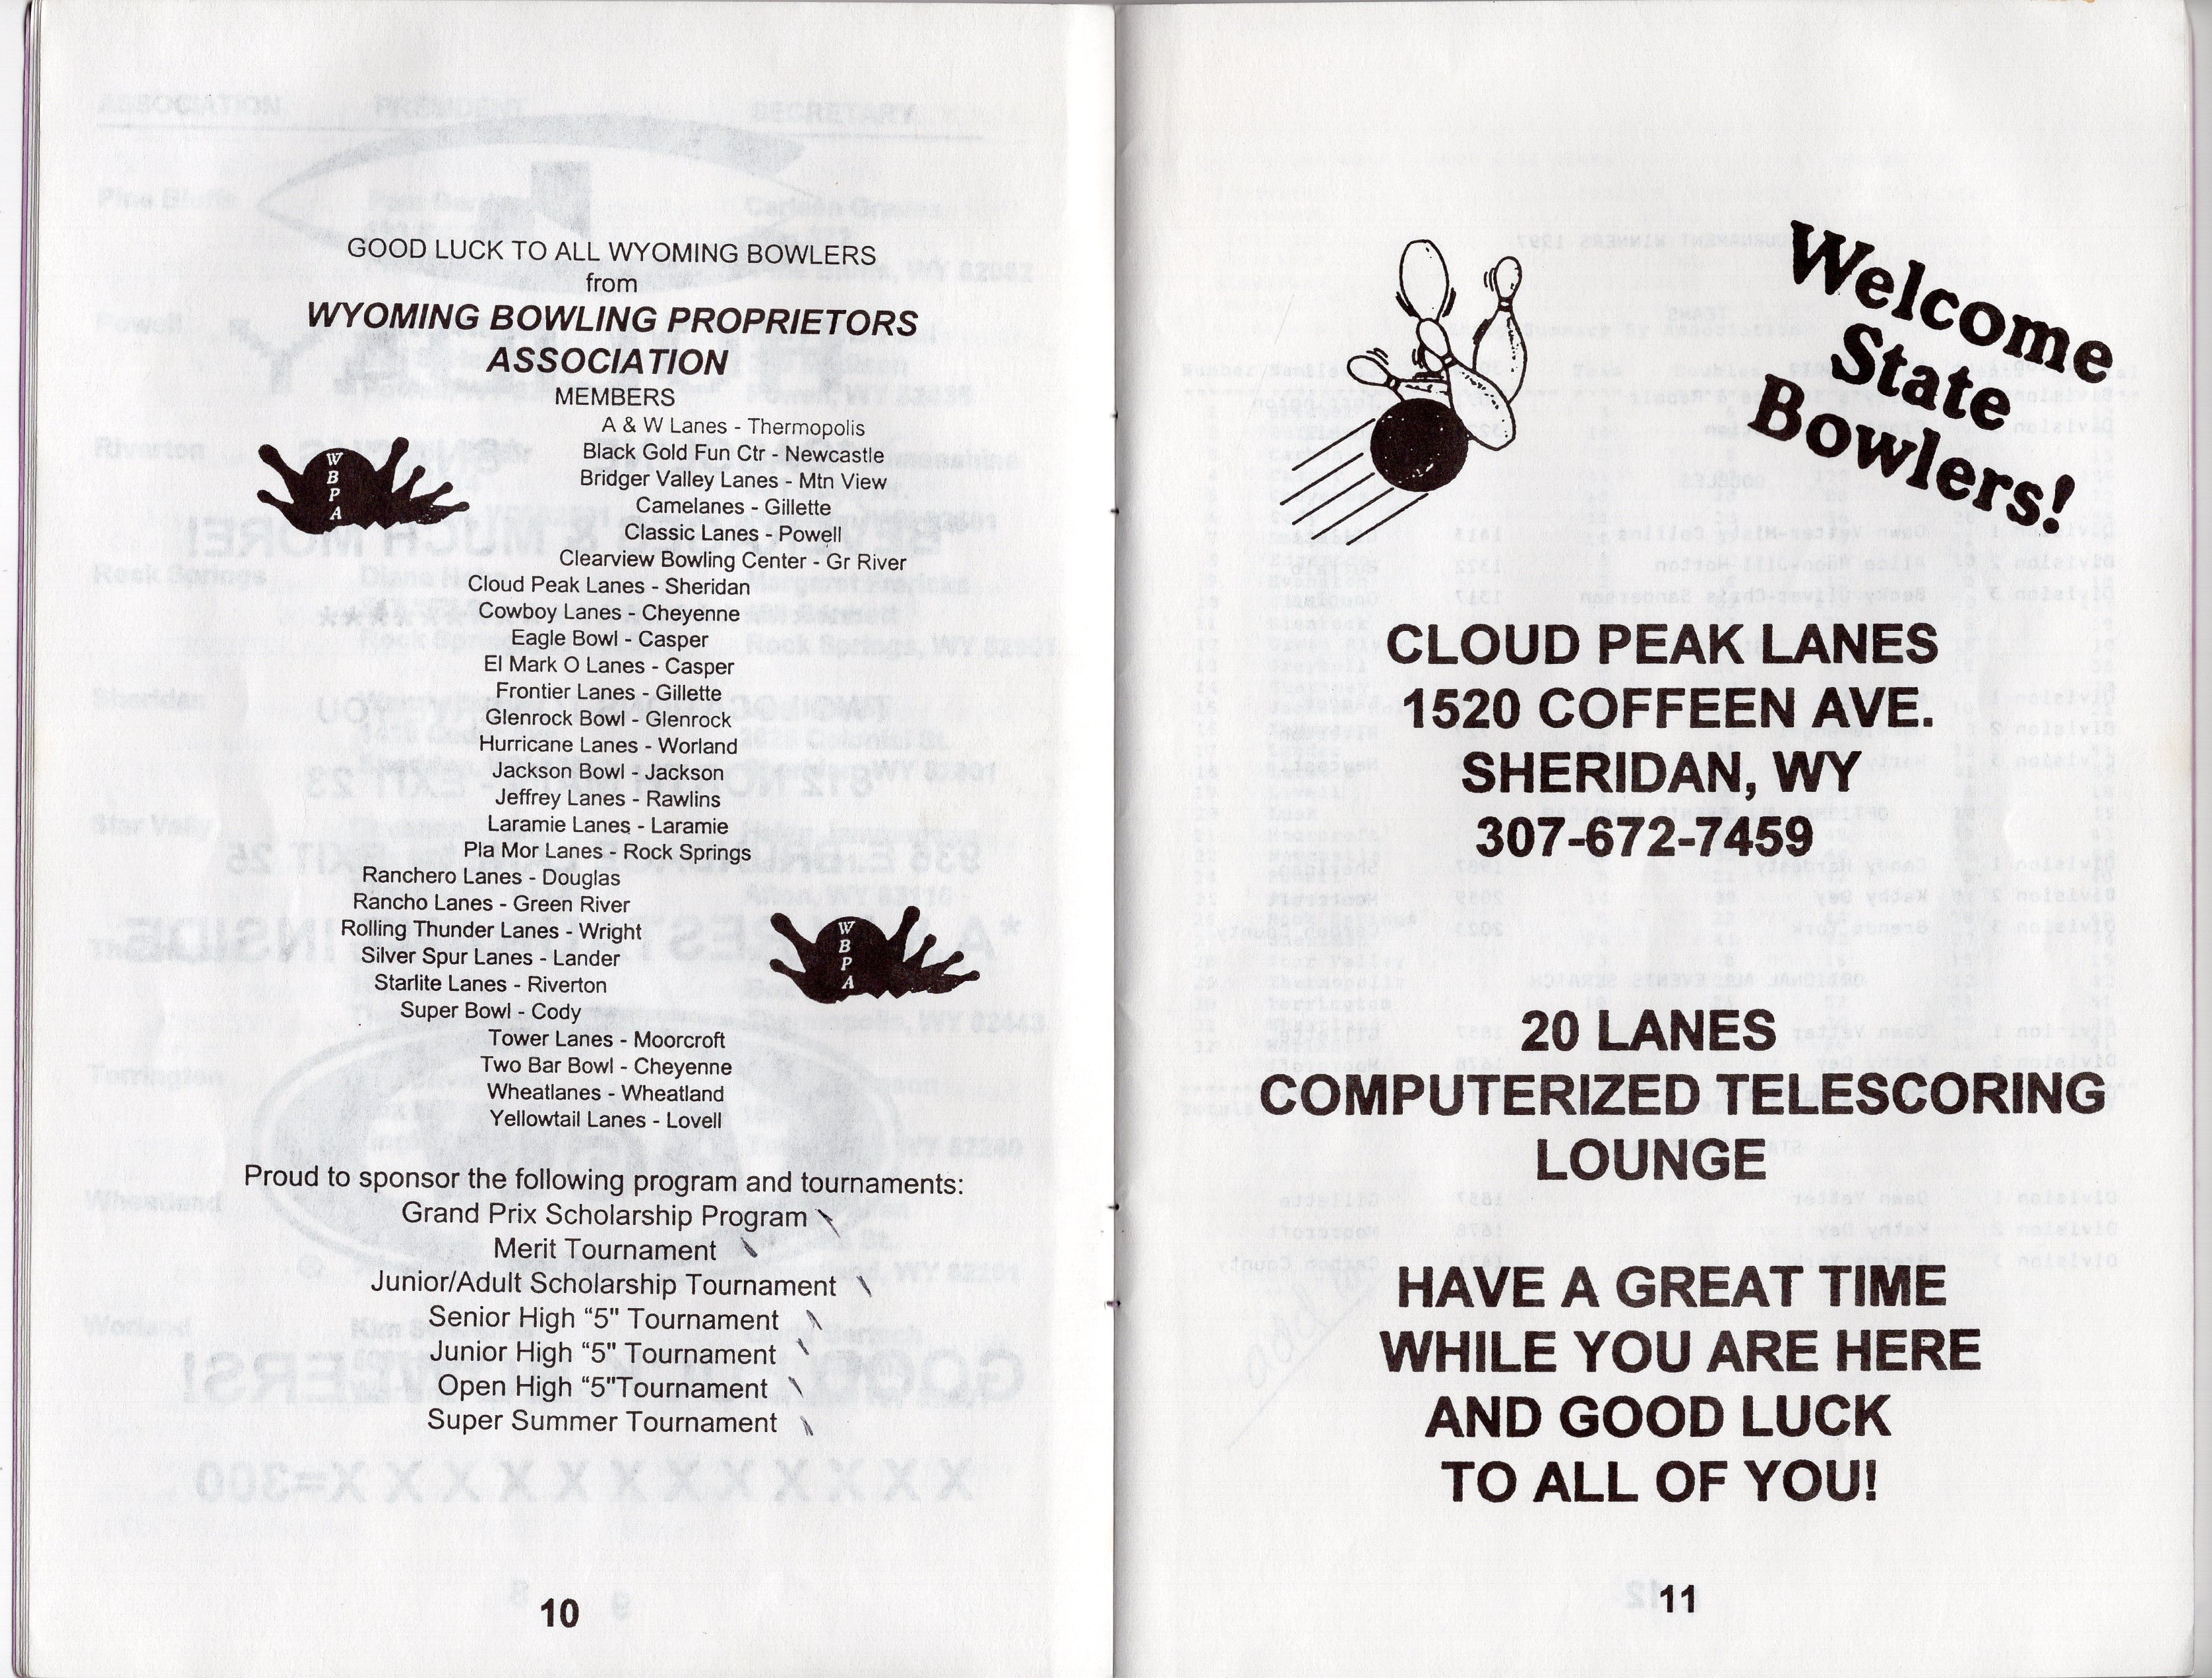 GOOD LUCK TO ALL WYOMING BOWLERS
from
WYOMING BOWLING PROPRIETORS
ASSOCIATION
MEMBERS
A & W Lanes - Thermopolis
Black Gold Fun Ctr - Newcastle
Bridger Valley Lanes - Mtn View
Camelanes - Gillette
Classic Lanes - Powell
Clearview Bowling Center - Gr River
Cloud Peak Lanes - Sheridan
Cowboy Lanes - Cheyenne
Eagle Bowl - Casper
El Mark O Lanes - Casper
Frontier Lanes - Gillette
Glenrock Bowl - Glenrock
Hurricane Lanes - Worland
Jackson Bowl - Jackson
Jeffrey Lanes - Rawlins
Laramie Lanes - Laramie
Pla Mor Lanes - Rock Springs
Ranchero Lanes - Douglas
Rancho Lanes - Green River
Rolling Thunder Lanes - Wright
Silver Spur Lanes - Lander
Starlite Lanes - Riverton
Super Bowl - Cody
Tower Lanes - Moorcroft
Two Bar Bowl - Cheyenne
Wheatlanes - Wheatland
Yellowtail Lanes - Lovell
WBPA
WBPA
Proud to sponsor the following program and tournaments:
Grand Prix Scholarship Program
Merit Tournament
Junior/Adult Scholarship Tournament
Senior High “5" Tournament
Junior High “5" Tournament
Open High “5"Tournament
Super Summer Tournament
10
Welcome
State
Bowlers!
CLOUD PEAK LANES
1520 COFFEEN AVE.
SHERIDAN, WY
307-672-7459
20 LANES
COMPUTERIZED TELESCORING
LOUNGE
HAVE A GREAT TIME
WHILE YOU ARE HERE
AND GOOD LUCK
TO ALL OF YOU!
11